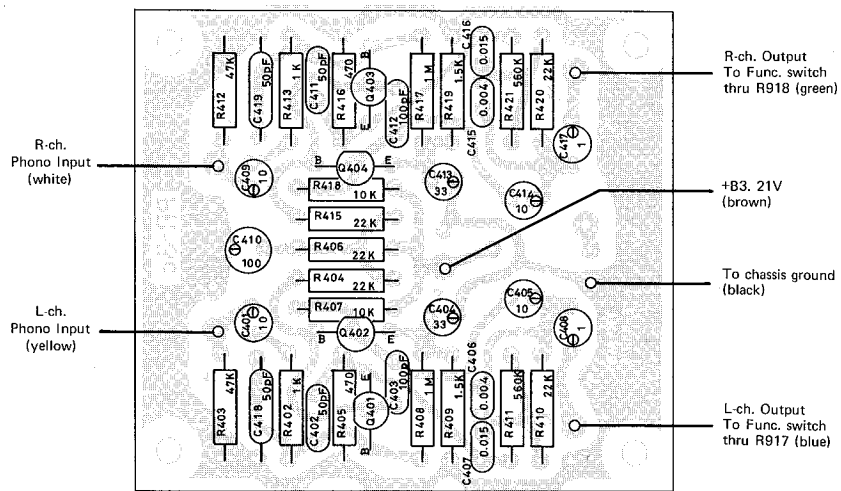 R-ch.
Phono Input
(white)
L-ch.
Phono Input
(yellow)
R412
47K
C419
50pF
R413
1K
C411
50pF
R416
470
B
Q403
E
C412
100pF
R417
1M
R419
1.5K
C416
0.015
0.004
C415
R421
560K
R420
22K
C417
1
B
Q404
E
C409
10
R418
10K
C413
33
C414
10
R415
22K
C410
100
R406
22K
R404
22K
R407
10K
C401
10
B
Q402
E
C404
33
C405
10
C408
1
R403
47K
C418
50pF
R402
1K
C402
50pF
R405
470
E
Q401
B
C403
100pF
R408
1M
R409
1.5K
C406
0.004
0.015
C407
R411
560K
R410
22K
R-ch. Output
To Func. switch
thru R918 (green)
+B3. 21V
(brown)
To chassis ground
(black)
L-ch. Output
To Func. switch
thru R917 (blue)